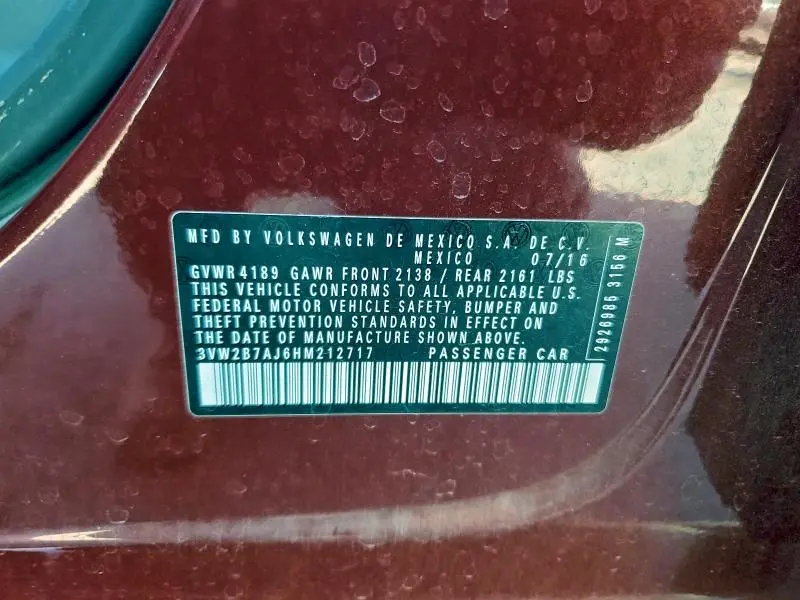 MFD BY VOLKSWAGEN DE MEXICO S.A. DE C.V.
MEXICO 07/16
GVWR 4189 GAWR FRONT 2138 / REAR 2161 LBS
THIS VEHICLE CONFORMS TO ALL APPLICABLE U.S.
FEDERAL MOTOR VEHICLE SAFETY, BUMPER AND
THEFT PREVENTION STANDARDS IN EFFECT ON
THE DATE OF MANUFACTURE SHOWN ABOVE.
3VW2B7AJ6HM212717 PASSENGER CAR
2926985 3156 M